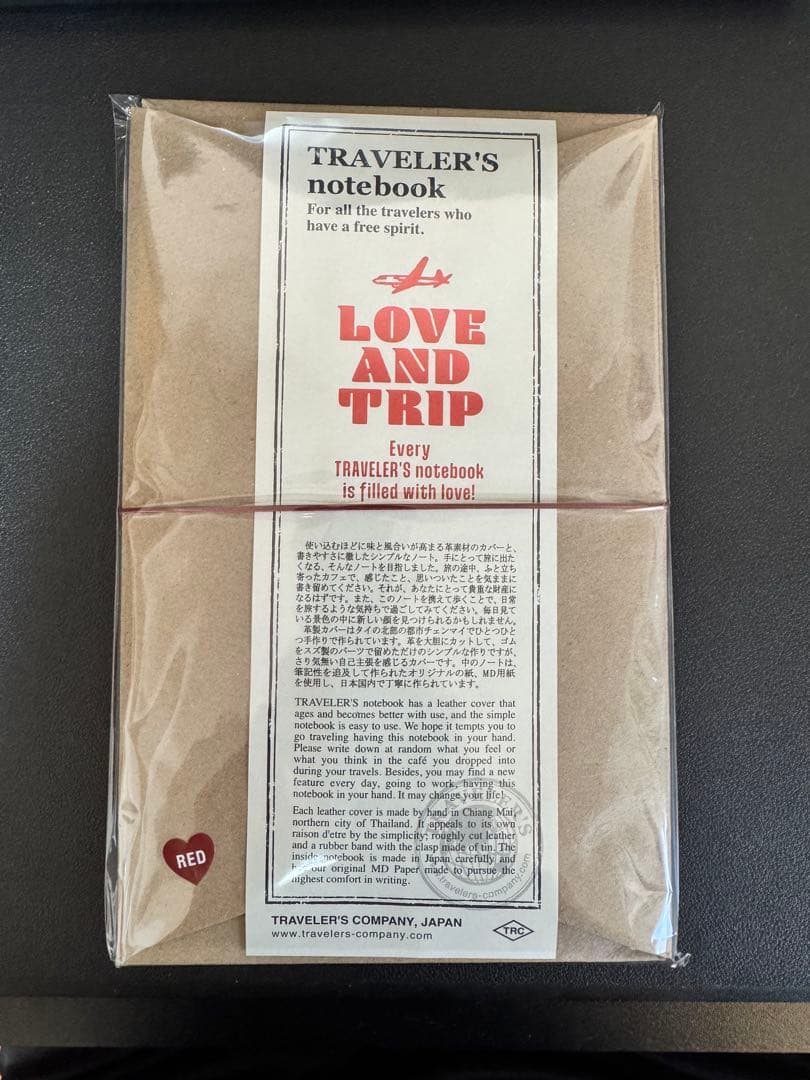 TRAVELER'S
notebook
For all the travelers who
have a free spirit.
LOVE
AND
TRIP
Every
TRAVELER'S notebook
is filled with love!
使い込むほどに味と風合いが高まる革素材のカバーと、
書きやすさに徹したシンプルなノート。手にとって旅に出た
くなる、そんなノートを目指しました。旅の途中、ふと立ち
寄ったカフェで、感じたこと、思いついたことを気ままに
書き留めてください。それが、あなたにとって貴重な財産に
なるはずです。また、このノートを携えて歩くことで、日常
を旅するような気持ちで過ごしてみてください。毎日見て
いる景色の中に新しい顔を見つけられるかもしれません。
革製カバーはタイの北部の都市チェンマイでひとつひと
つ手作りで作られています。革を大胆にカットして、ゴム
をスズ製のパーツで留めただけのシンプルな作りですが、
さり気無い自己主張を感じるカバーです。中のノートは、
筆記性を追及して作られたオリジナルの紙、MD用紙
を使用し、日本国内で丁寧に作られています。
TRAVELER'S notebook has a leather cover that
ages and becomes better with use, and the simple
notebook is easy to use. We hope it tempts you to
go traveling having this notebook in your hand.
Please write down at random what you feel or
what you think in the café you dropped into
during your travels. Besides, you may find a new
feature every day, going to work, having this
notebook in your hand. It may change your life!
Each leather cover is made by hand in Chiang Mai,
northern city of Thailand. It appeals to its own
raison d'etre by the simplicity; roughly cut leather
and a rubber band with the clasp made of tin. The
inside notebook is made in Japan carefully and
our original MD Paper made to pursue the
highest comfort in writing.
TRAVELER'S
travelers-company.com
RED
TRAVELER'S COMPANY, JAPAN
www.travelers-company.com
TRC